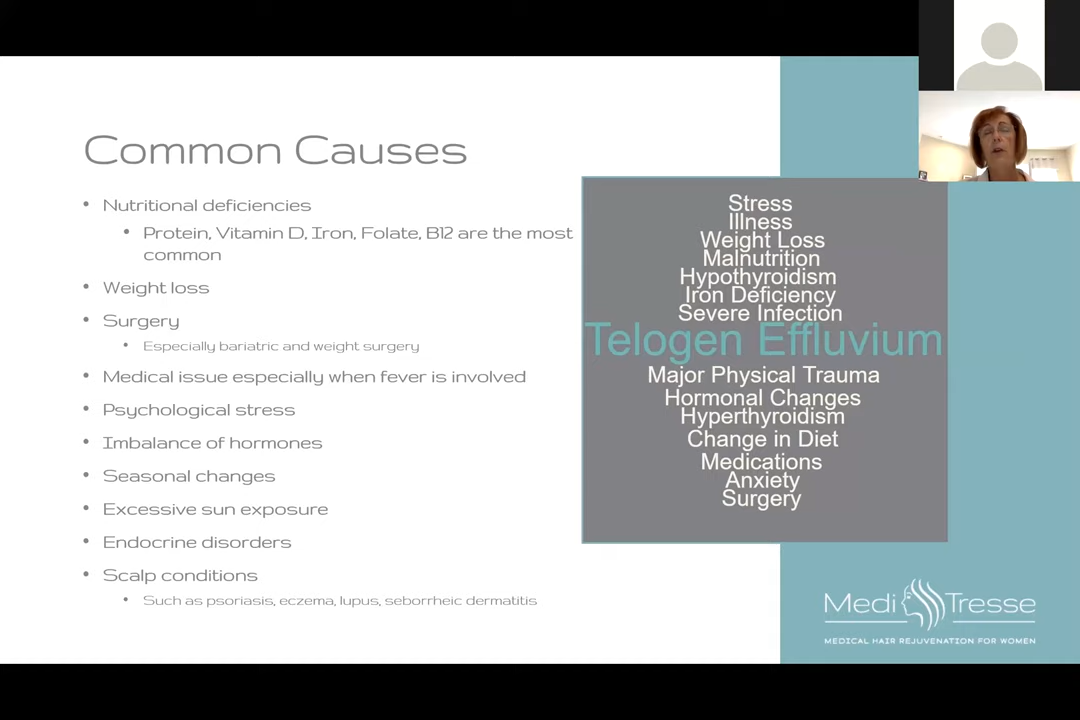 Common Causes
• Nutritional deficiencies
• Protein, Vitamin D, Iron, Folate, B12 are the most
common
• Weight loss
• Surgery
• Especially bariatric and weight surgery
• Medical issue especially when fever is involved
• Psychological stress
• Imbalance of hormones
• Seasonal changes
• Excessive sun exposure
• Endocrine disorders
• Scalp conditions
• Such as psoriasis, eczema, lupus, seborrheic dermatitis
Stress
Illness
Weight Loss
Malnutrition
Hypothyroidism
Iron Deficiency
Severe Infection
Telogen Effluvium
Major Physical Trauma
Hormonal Changes
Hyperthyroidism
Change in Diet
Medications
Anxiety
Surgery
Medi Tresse
MEDICAL HAIR REJUVENATION FOR WOMEN